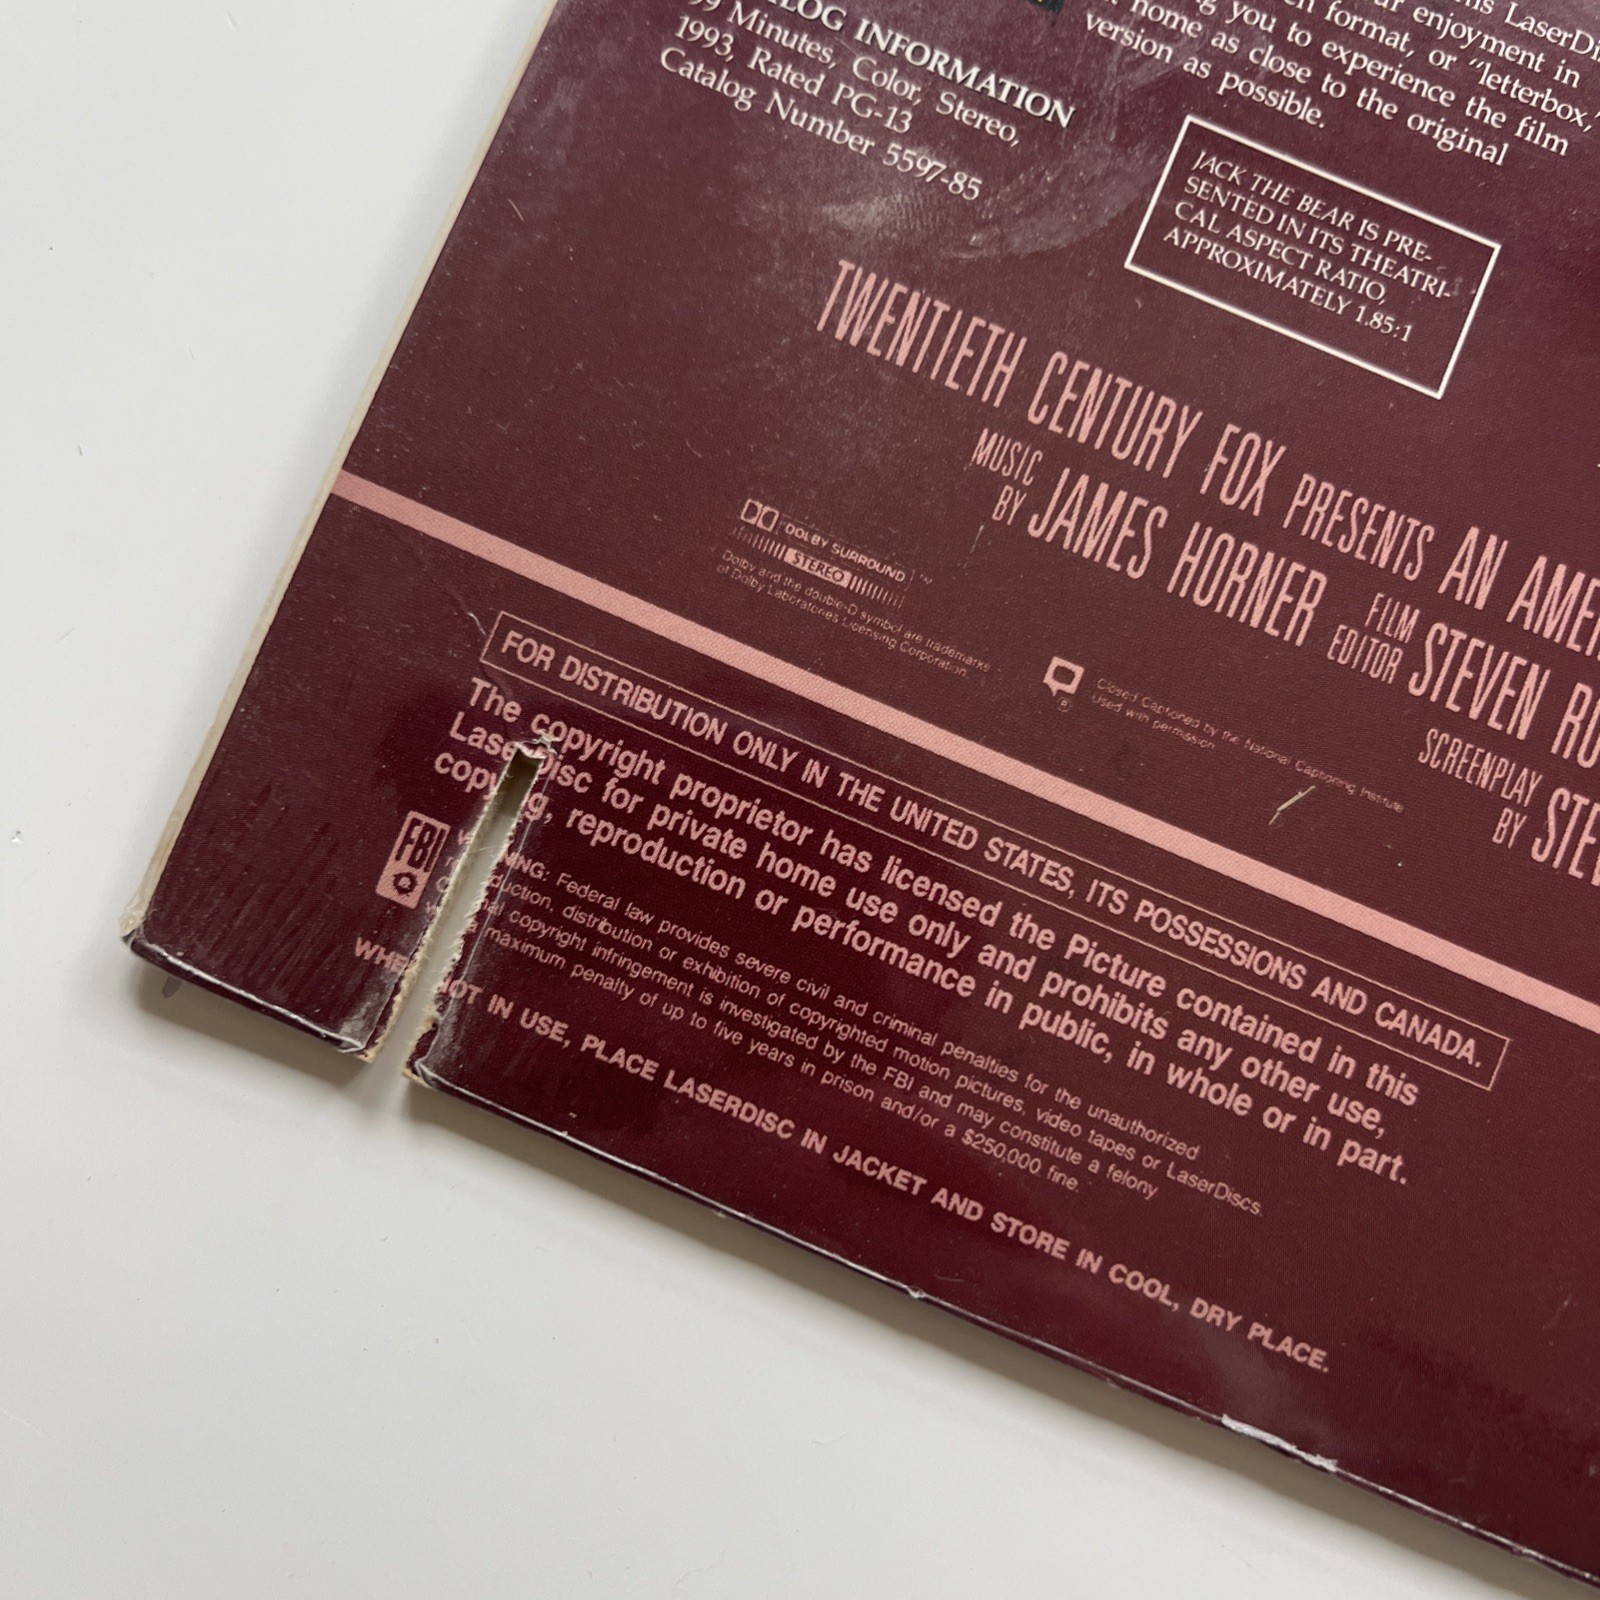 LOG INFORMATION
99 Minutes, Color, Stereo,
1993, Rated PG-13
Catalog Number 5597-85
this LaserDi
enjoyment in
format, or "letterbox,"
you to experience the film
home as close to the original
version as possible.
JACK THE BEAR IS PRE-
SENTED IN ITS THEATRI-
CAL ASPECT RATIO,
APPROXIMATELY 1.85:1
TWENTIETH CENTURY FOX PRESENTS AN AMER
MUSIC BY JAMES HORNER FILM EDITOR STEVEN RO
SCREENPLAY BY STE
DOLBY SURROUND
STEREO
Dolby and the double-D symbol are trademarks
of Dolby Laboratories Licensing Corporation.
Closed Captioned by the National Captioning Institute
Used with permission
FOR DISTRIBUTION ONLY IN THE UNITED STATES, ITS POSSESSIONS AND CANADA.
The copyright proprietor has licensed the Picture contained in this
LaserDisc for private home use only and prohibits any other use,
copying, reproduction or performance in public, in whole or in part.
FBI
W NING: Federal law provides severe civil and criminal penalties for the unauthorized
r duction, distribution or exhibition of copyrighted motion pictures, video tapes or LaserDiscs.
C nal copyright infringement is investigated by the FBI and may constitute a felony
w a maximum penalty of up to five years in prison and/or a $250,000 fine.
WHE NOT IN USE, PLACE LASERDISC IN JACKET AND STORE IN COOL, DRY PLACE.